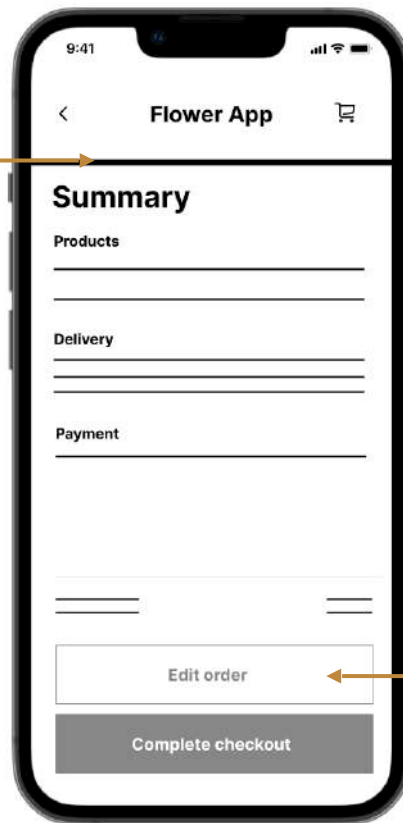 9:41
Flower App
Summary
Products
Delivery
Payment
Edit order
Complete checkout